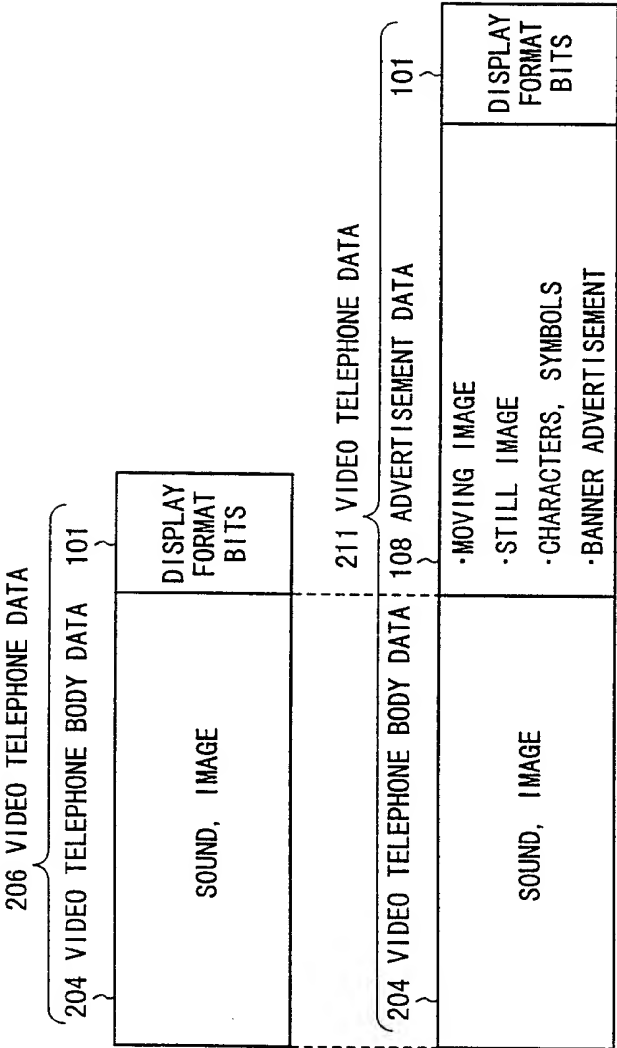 206 VIDEO TELEPHONE DATA
204 VIDEO TELEPHONE BODY DATA
101
SOUND, IMAGE
DISPLAY
FORMAT
BITS
211 VIDEO TELEPHONE DATA
204 VIDEO TELEPHONE BODY DATA
108 ADVERTISEMENT DATA
101
SOUND, IMAGE
·MOVING IMAGE
·STILL IMAGE
·CHARACTERS, SYMBOLS
·BANNER ADVERTISEMENT
DISPLAY
FORMAT
BITS